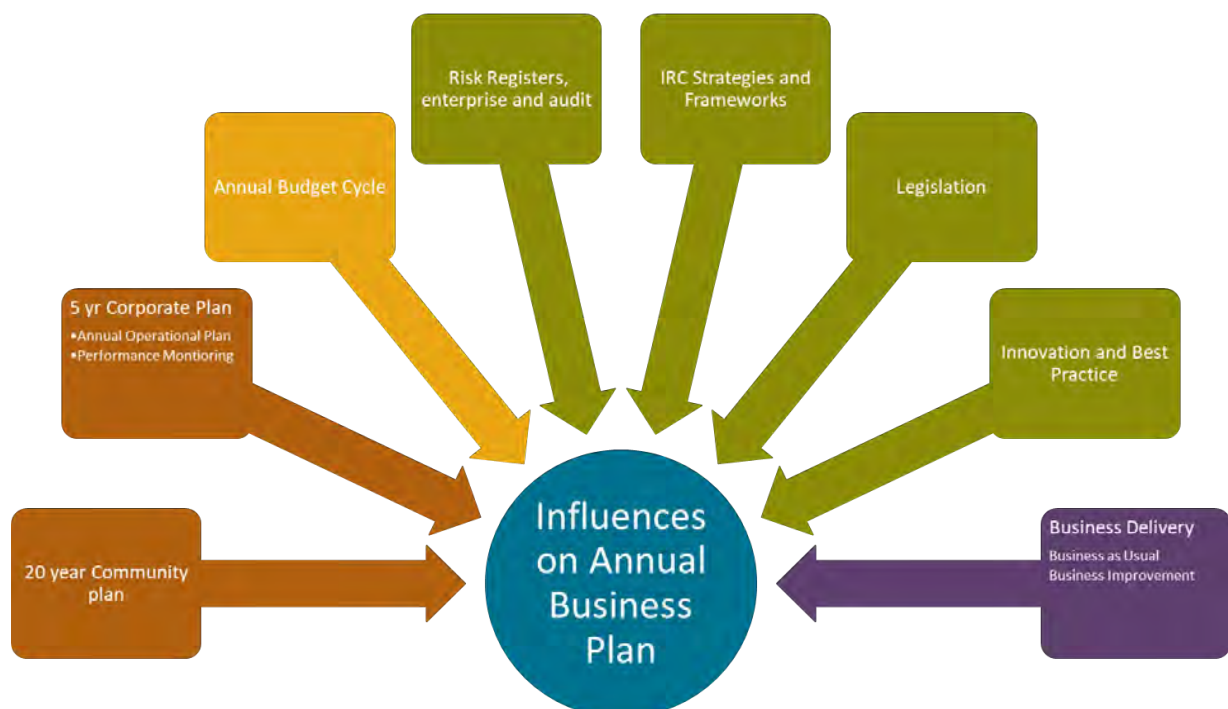 Risk Registers,
enterprise and audit
IRC Strategies and
Frameworks
Annual Budget Cycle
Legislation
5 yr Corporate Plan
•Annual Operational Plan
•Performance Montioring
Innovation and Best
Practice
20 year Community
plan
Influences
on Annual
Business
Plan
Business Delivery
Business as Usual
Business Improvement